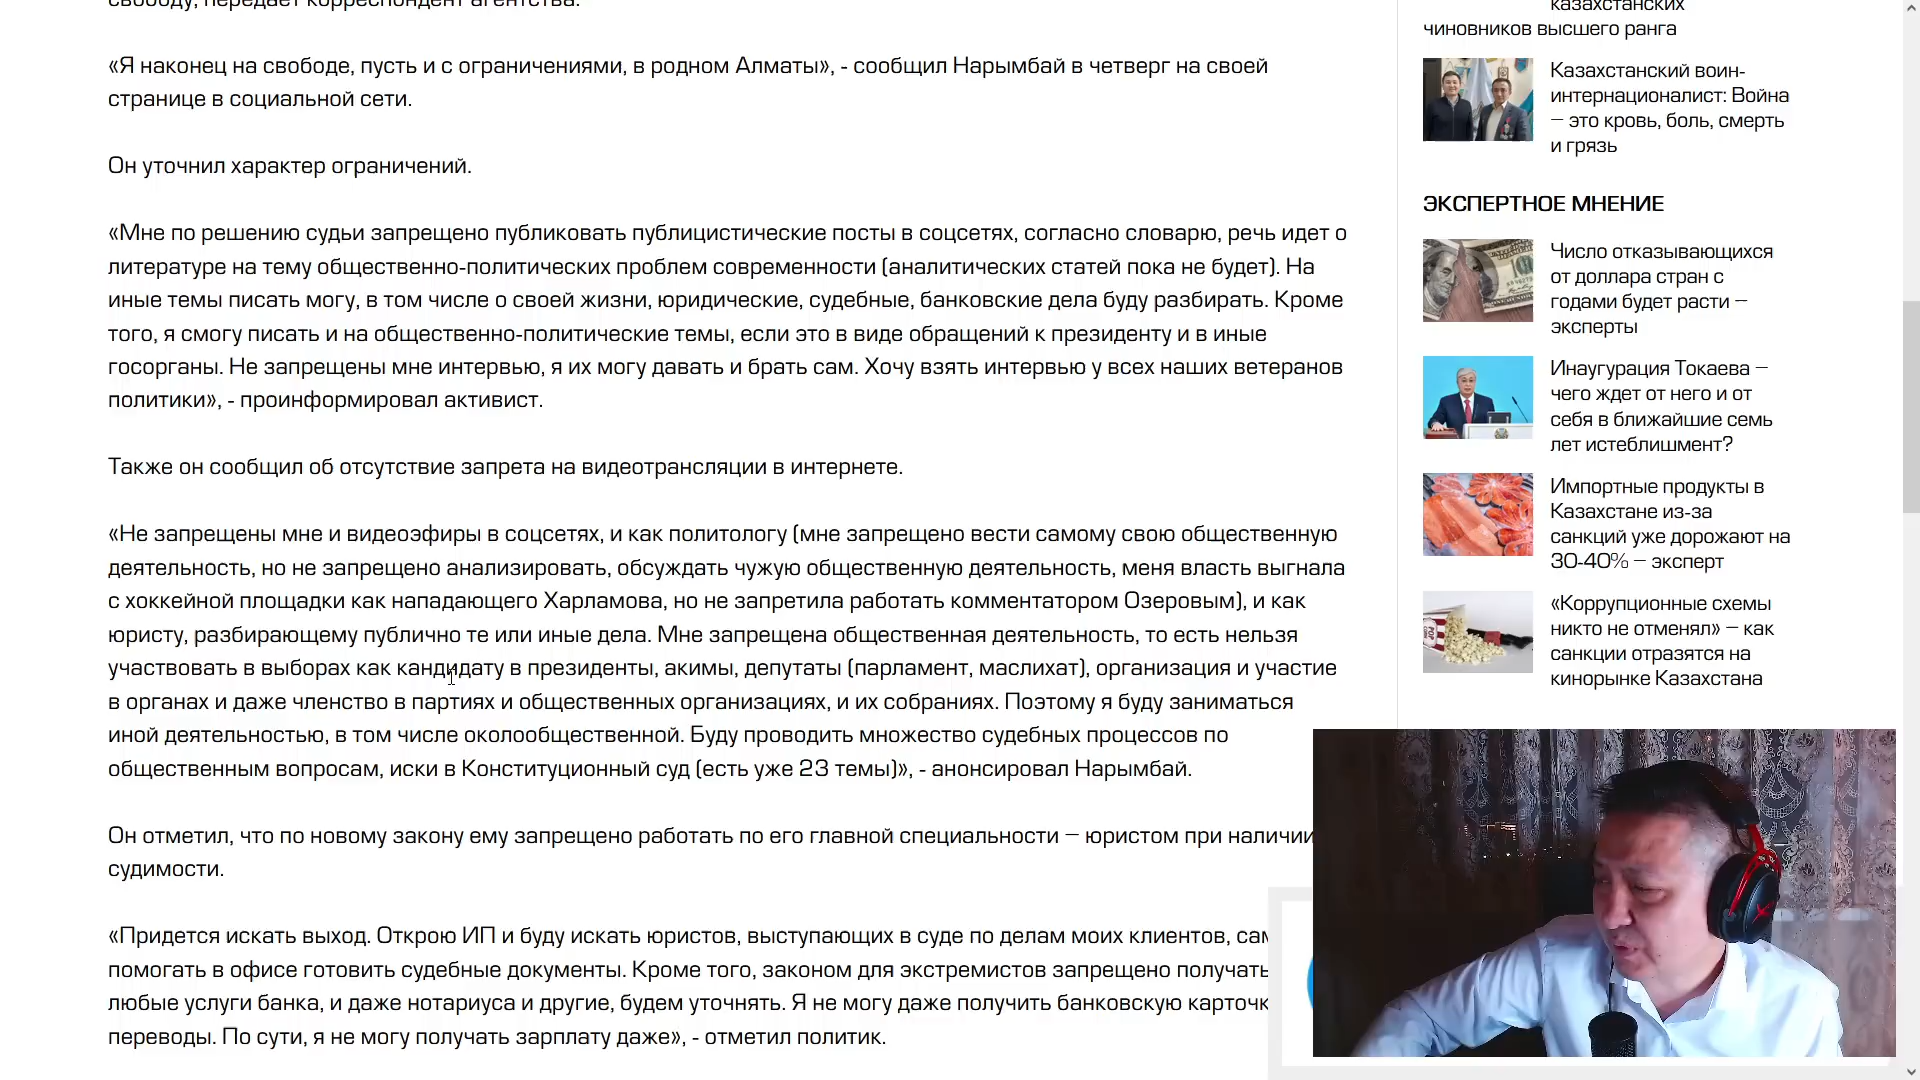 свободу, передает корреспондент агентства.
«Я наконец на свободе, пусть и с ограничениями, в родном Алматы», - сообщил Нарымбай в четверг на своей
странице в социальной сети.
Он уточнил характер ограничений.
«Мне по решению судьи запрещено публиковать публицистические посты в соцсетях, согласно словарю, речь идет о
литературе на тему общественно-политических проблем современности (аналитических статей пока не будет). На
иные темы писать могу, в том числе о своей жизни, юридические, судебные, банковские дела буду разбирать. Кроме
того, я смогу писать и на общественно-политические темы, если это в виде обращений к президенту и в иные
госорганы. Не запрещены мне интервью, я их могу давать и брать сам. Хочу взять интервью у всех наших ветеранов
политики», - проинформировал активист.
Также он сообщил об отсутствие запрета на видеотрансляции в интернете.
«Не запрещены мне и видеоэфиры в соцсетях, и как политологу (мне запрещено вести самому свою общественную
деятельность, но не запрещено анализировать, обсуждать чужую общественную деятельность, меня власть выгнала
с хоккейной площадки как нападающего Харламова, но не запретила работать комментатором Озеровым), и как
юристу, разбирающему публично те или иные дела. Мне запрещена общественная деятельность, то есть нельзя
участвовать в выборах как кандидату в президенты, акимы, депутаты (парламент, маслихат), организация и участие
в органах и даже членство в партиях и общественных организациях, и их собраниях. Поэтому я буду заниматься
иной деятельностью, в том числе околообщественной. Буду проводить множество судебных процессов по
общественным вопросам, иски в Конституционный суд (есть уже 23 темы)», - анонсировал Нарымбай.
Он отметил, что по новому закону ему запрещено работать по его главной специальности – юристом при наличии
судимости.
«Придется искать выход. Открою ИП и буду искать юристов, выступающих в суде по делам моих клиентов, сам
помогать в офисе готовить судебные документы. Кроме того, законом для экстремистов запрещено получать
любые услуги банка, и даже нотариуса и другие, будем уточнять. Я не могу даже получить банковскую карточк
переводы. По сути, я не могу получать зарплату даже», - отметил политик.
казахстанских
чиновников высшего ранга
Казахстанский воин-
интернационалист: Война
– это кровь, боль, смерть
и грязь
ЭКСПЕРТНОЕ МНЕНИЕ
Число отказывающихся
от доллара стран с
годами будет расти –
эксперты
Инаугурация Токаева –
чего ждет от него и от
себя в ближайшие семь
лет истеблишмент?
Импортные продукты в
Казахстане из-за
санкций уже дорожают на
30-40% – эксперт
«Коррупционные схемы
никто не отменял» – как
санкции отразятся на
кинорынке Казахстана